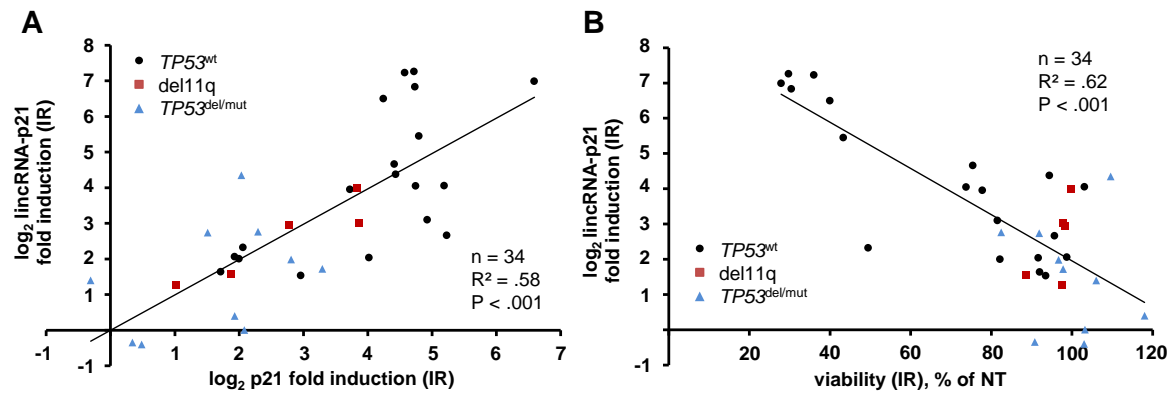 A
log₂ lincRNA-p21
fold induction (IR)
8
7
6
5
4
3
2
1
0
-1
TP53ʷᵗ
del11q
TP53ᵈᵉˡ/ᵐᵘᵗ
n = 34
R² = .58
P < .001
-1 1 2 3 4 5 6 7
log₂ p21 fold induction (IR)
B
log₂ lincRNA-p21
fold induction (IR)
8
7
6
5
4
3
2
1
0
-1
n = 34
R² = .62
P < .001
TP53ʷᵗ
del11q
TP53ᵈᵉˡ/ᵐᵘᵗ
20 40 60 80 100 120
viability (IR), % of NT